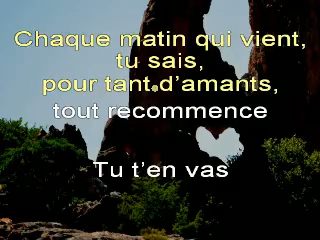 Chaque matin qui vient,
tu sais,
pour tant d'amants,
tout recommence
Tu t'en vas